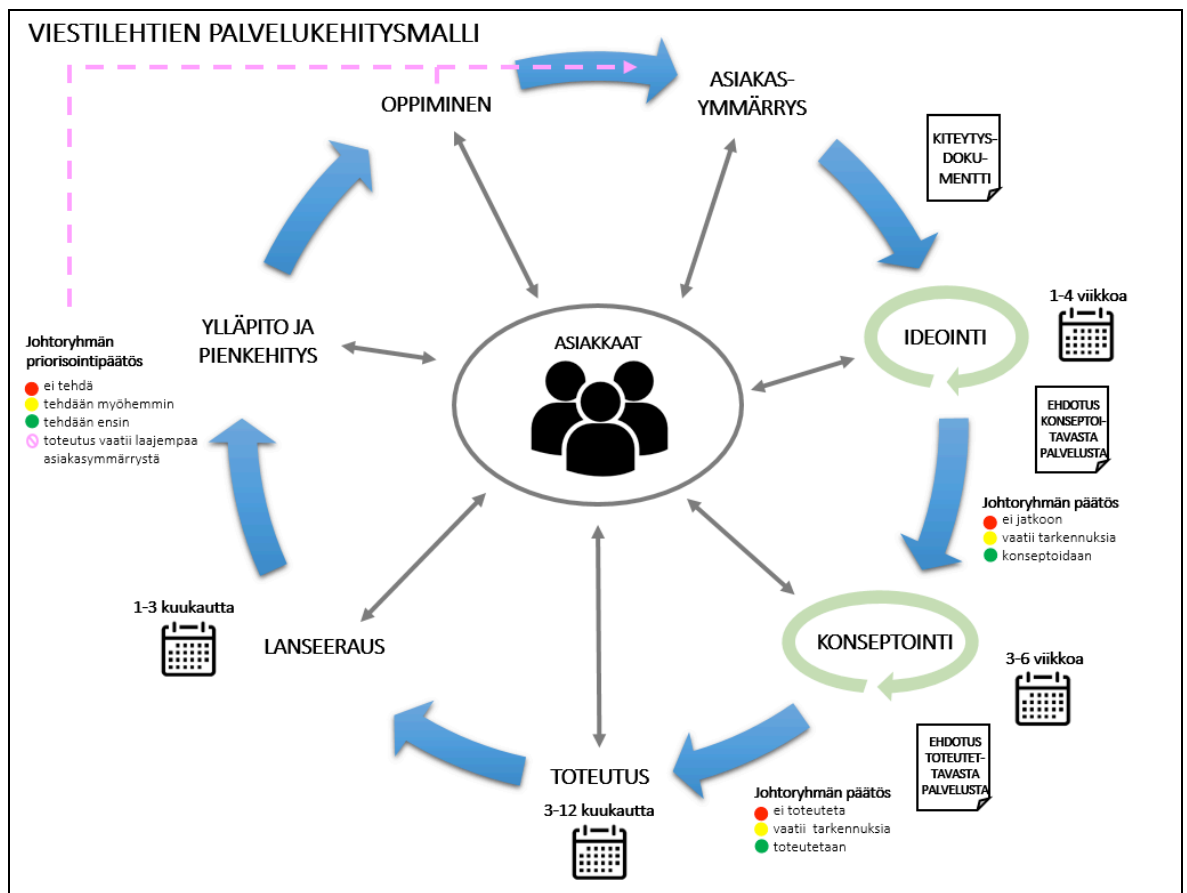 VIESTILEHTIEN PALVELUKEHITYSMALLI
OPPIMINEN
ASIAKAS-
YMMÄRRYS
KITEYTYS-
DOKU-
MENTTI
1-4 viikkoa
IDEOINTI
EHDOTUS
KONSEPTOI-
TAVASTA
PALVELUSTA
Johtoryhmän päätös
ei jatkoon
vaatii tarkennuksia
konseptoidaan
KONSEPTOINTI
3-6 viikkoa
EHDOTUS
TOTEUTET-
TAVASTA
PALVELUSTA
Johtoryhmän päätös
ei toteuteta
vaatii tarkennuksia
toteutetaan
TOTEUTUS
3-12 kuukautta
LANSEERAUS
1-3 kuukautta
YLLÄPITO JA
PIENKEHITYS
Johtoryhmän
priorisointipäätös
ei tehdä
tehdään myöhemmin
tehdään ensin
toteutus vaatii laajempaa
asiakasymmärrystä
ASIAKKAAT